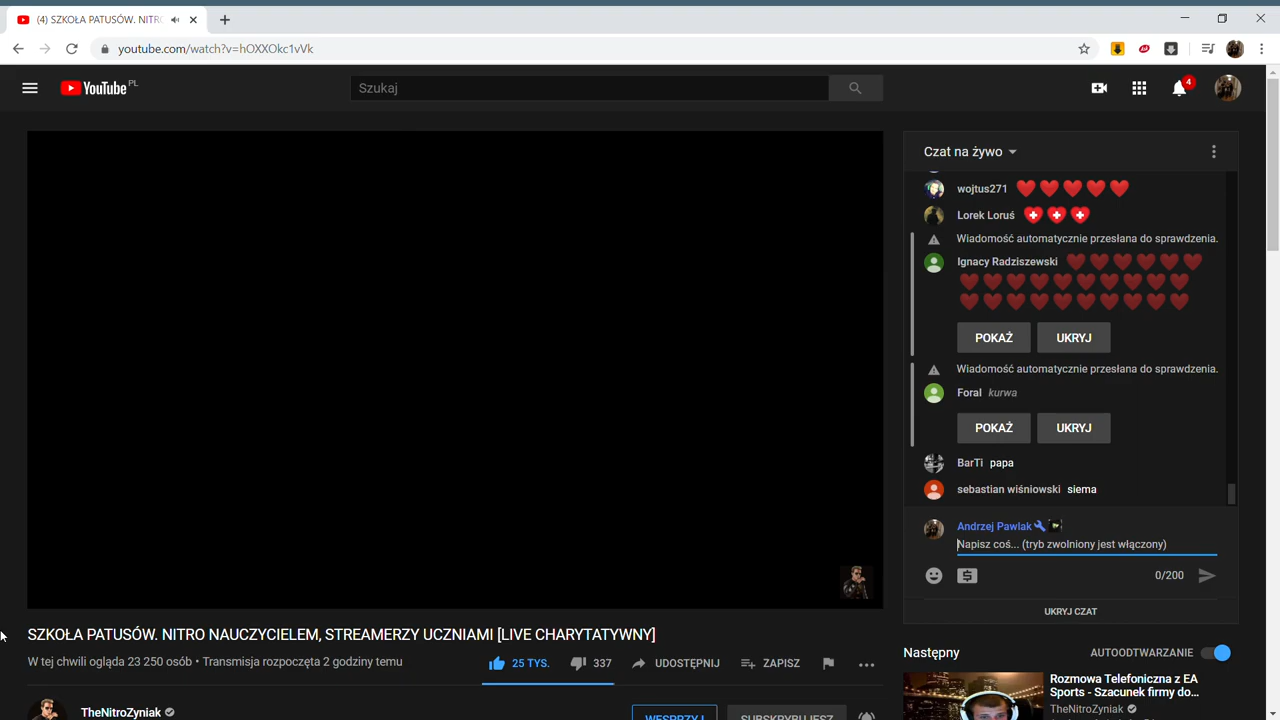 (4) SZKOŁA PATUSÓW. NITR
youtube.com/watch?v=hOXXOkc1vVk
YouTube PL
Szukaj
4
Czat na żywo
wojtus271
Lorek Loruś
Wiadomość automatycznie przesłana do sprawdzenia.
Ignacy Radziszewski
POKAŻ UKRYJ
Wiadomość automatycznie przesłana do sprawdzenia.
Foral kurwa
POKAŻ UKRYJ
BarTi papa
sebastian wiśniowski siema
Andrzej Pawlak
Napisz coś... (tryb zwolniony jest włączony)
0/200
UKRYJ CZAT
SZKOŁA PATUSÓW. NITRO NAUCZYCIELEM, STREAMERZY UCZNIAMI [LIVE CHARYTATYWNY]
W tej chwili ogląda 23 250 osób • Transmisja rozpoczęta 2 godziny temu
25 TYS. 337 UDOSTĘPNIJ ZAPISZ
TheNitroZyniak
WESPRZYJ SUBSKRYBUJESZ
Następny AUTOODTWARZANIE
Rozmowa Telefoniczna z EA
Sports - Szacunek firmy do...
TheNitroZyniak